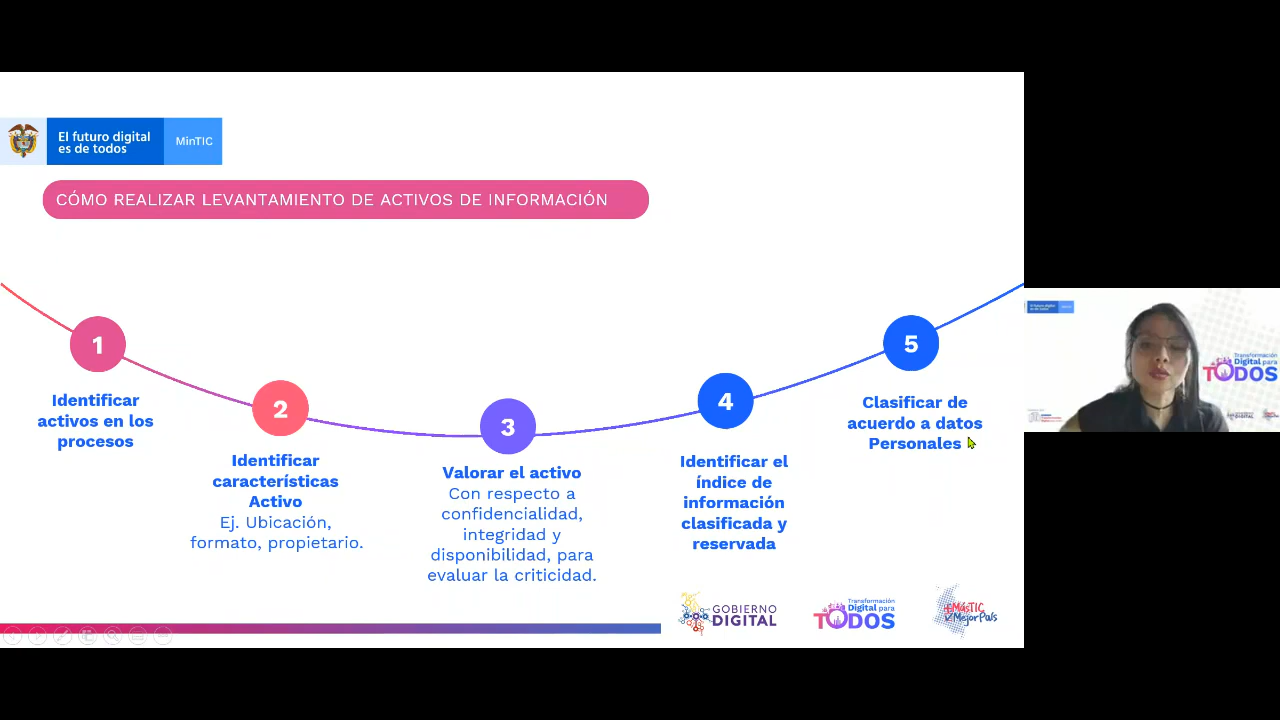 El futuro digital
es de todos
MinTIC
CÓMO REALIZAR LEVANTAMIENTO DE ACTIVOS DE INFORMACIÓN
1
Identificar
activos en los
procesos
2
Identificar
características
Activo
Ej. Ubicación,
formato, propietario.
3
Valorar el activo
Con respecto a
confidencialidad,
integridad y
disponibilidad, para
evaluar la criticidad.
4
Identificar el
índice de
información
clasificada y
reservada
5
Clasificar de
acuerdo a datos
Personales
GOBIERNO
DIGITAL
Transformación
Digital para
TODOS
+MásTIC
MejorPaís
Transformación
Digital para
TODOS